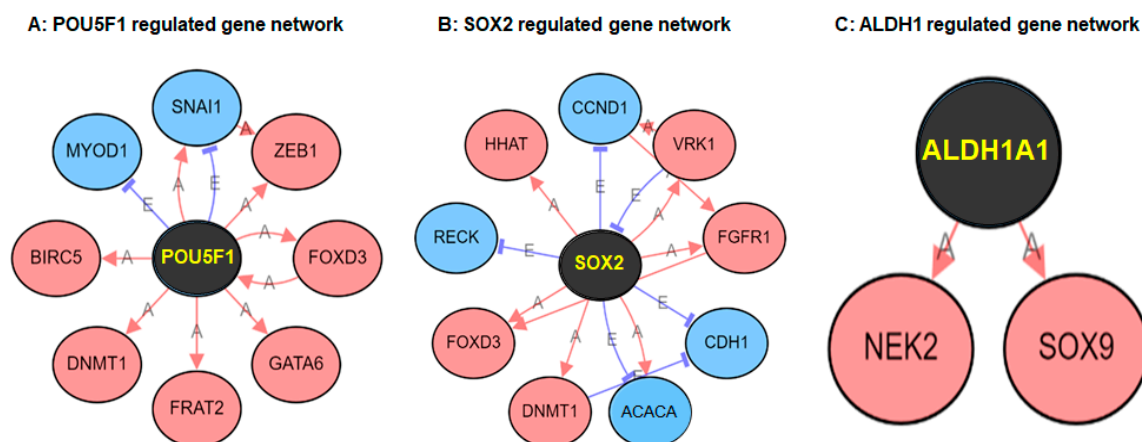 A: POU5F1 regulated gene network
B: SOX2 regulated gene network
C: ALDH1 regulated gene network
SNAI1
MYOD1
A
ZEB1
A
E
E
A
BIRC5
A
POU5F1
A
FOXD3
A
A
A
A
DNMT1
GATA6
FRAT2
CCND1
HHAT
A
VRK1
E
E
A
A
RECK
E
SOX2
A
FGFR1
A
E
FOXD3
A
E
A
CDH1
DNMT1
E
ACACA
ALDH1A1
A
A
NEK2
SOX9